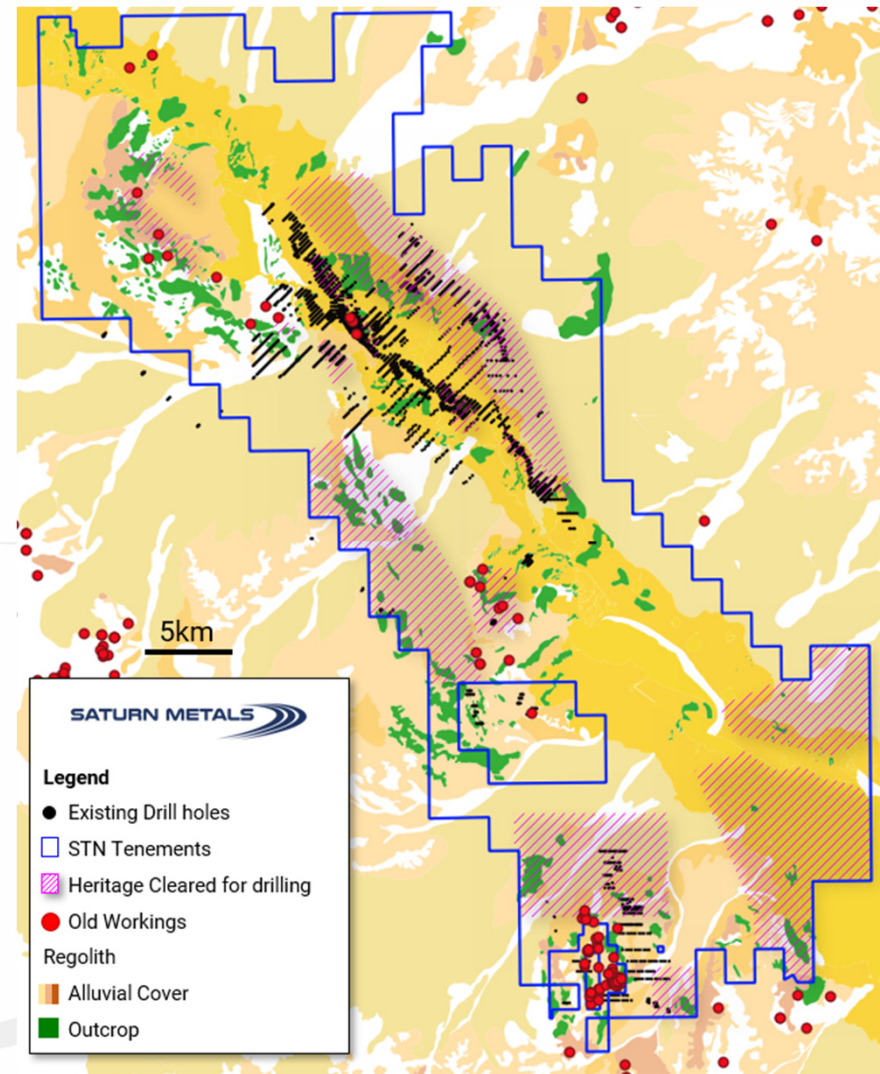 5km
SATURN METALS
Legend
Existing Drill holes
STN Tenements
Heritage Cleared for drilling
Old Workings
Regolith
Alluvial Cover
Outcrop